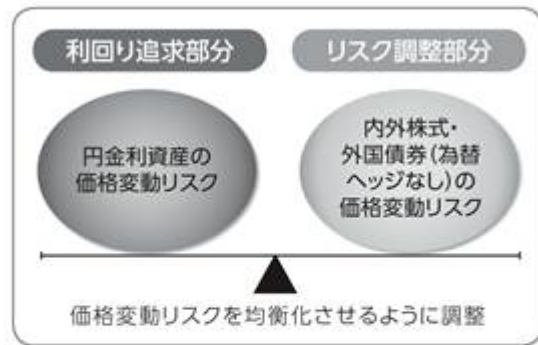 利回り追求部分
リスク調整部分
円金利資産の
価格変動リスク
内外株式・
外国債券(為替
ヘッジなし)の
価格変動リスク
価格変動リスクを均衡化させるように調整